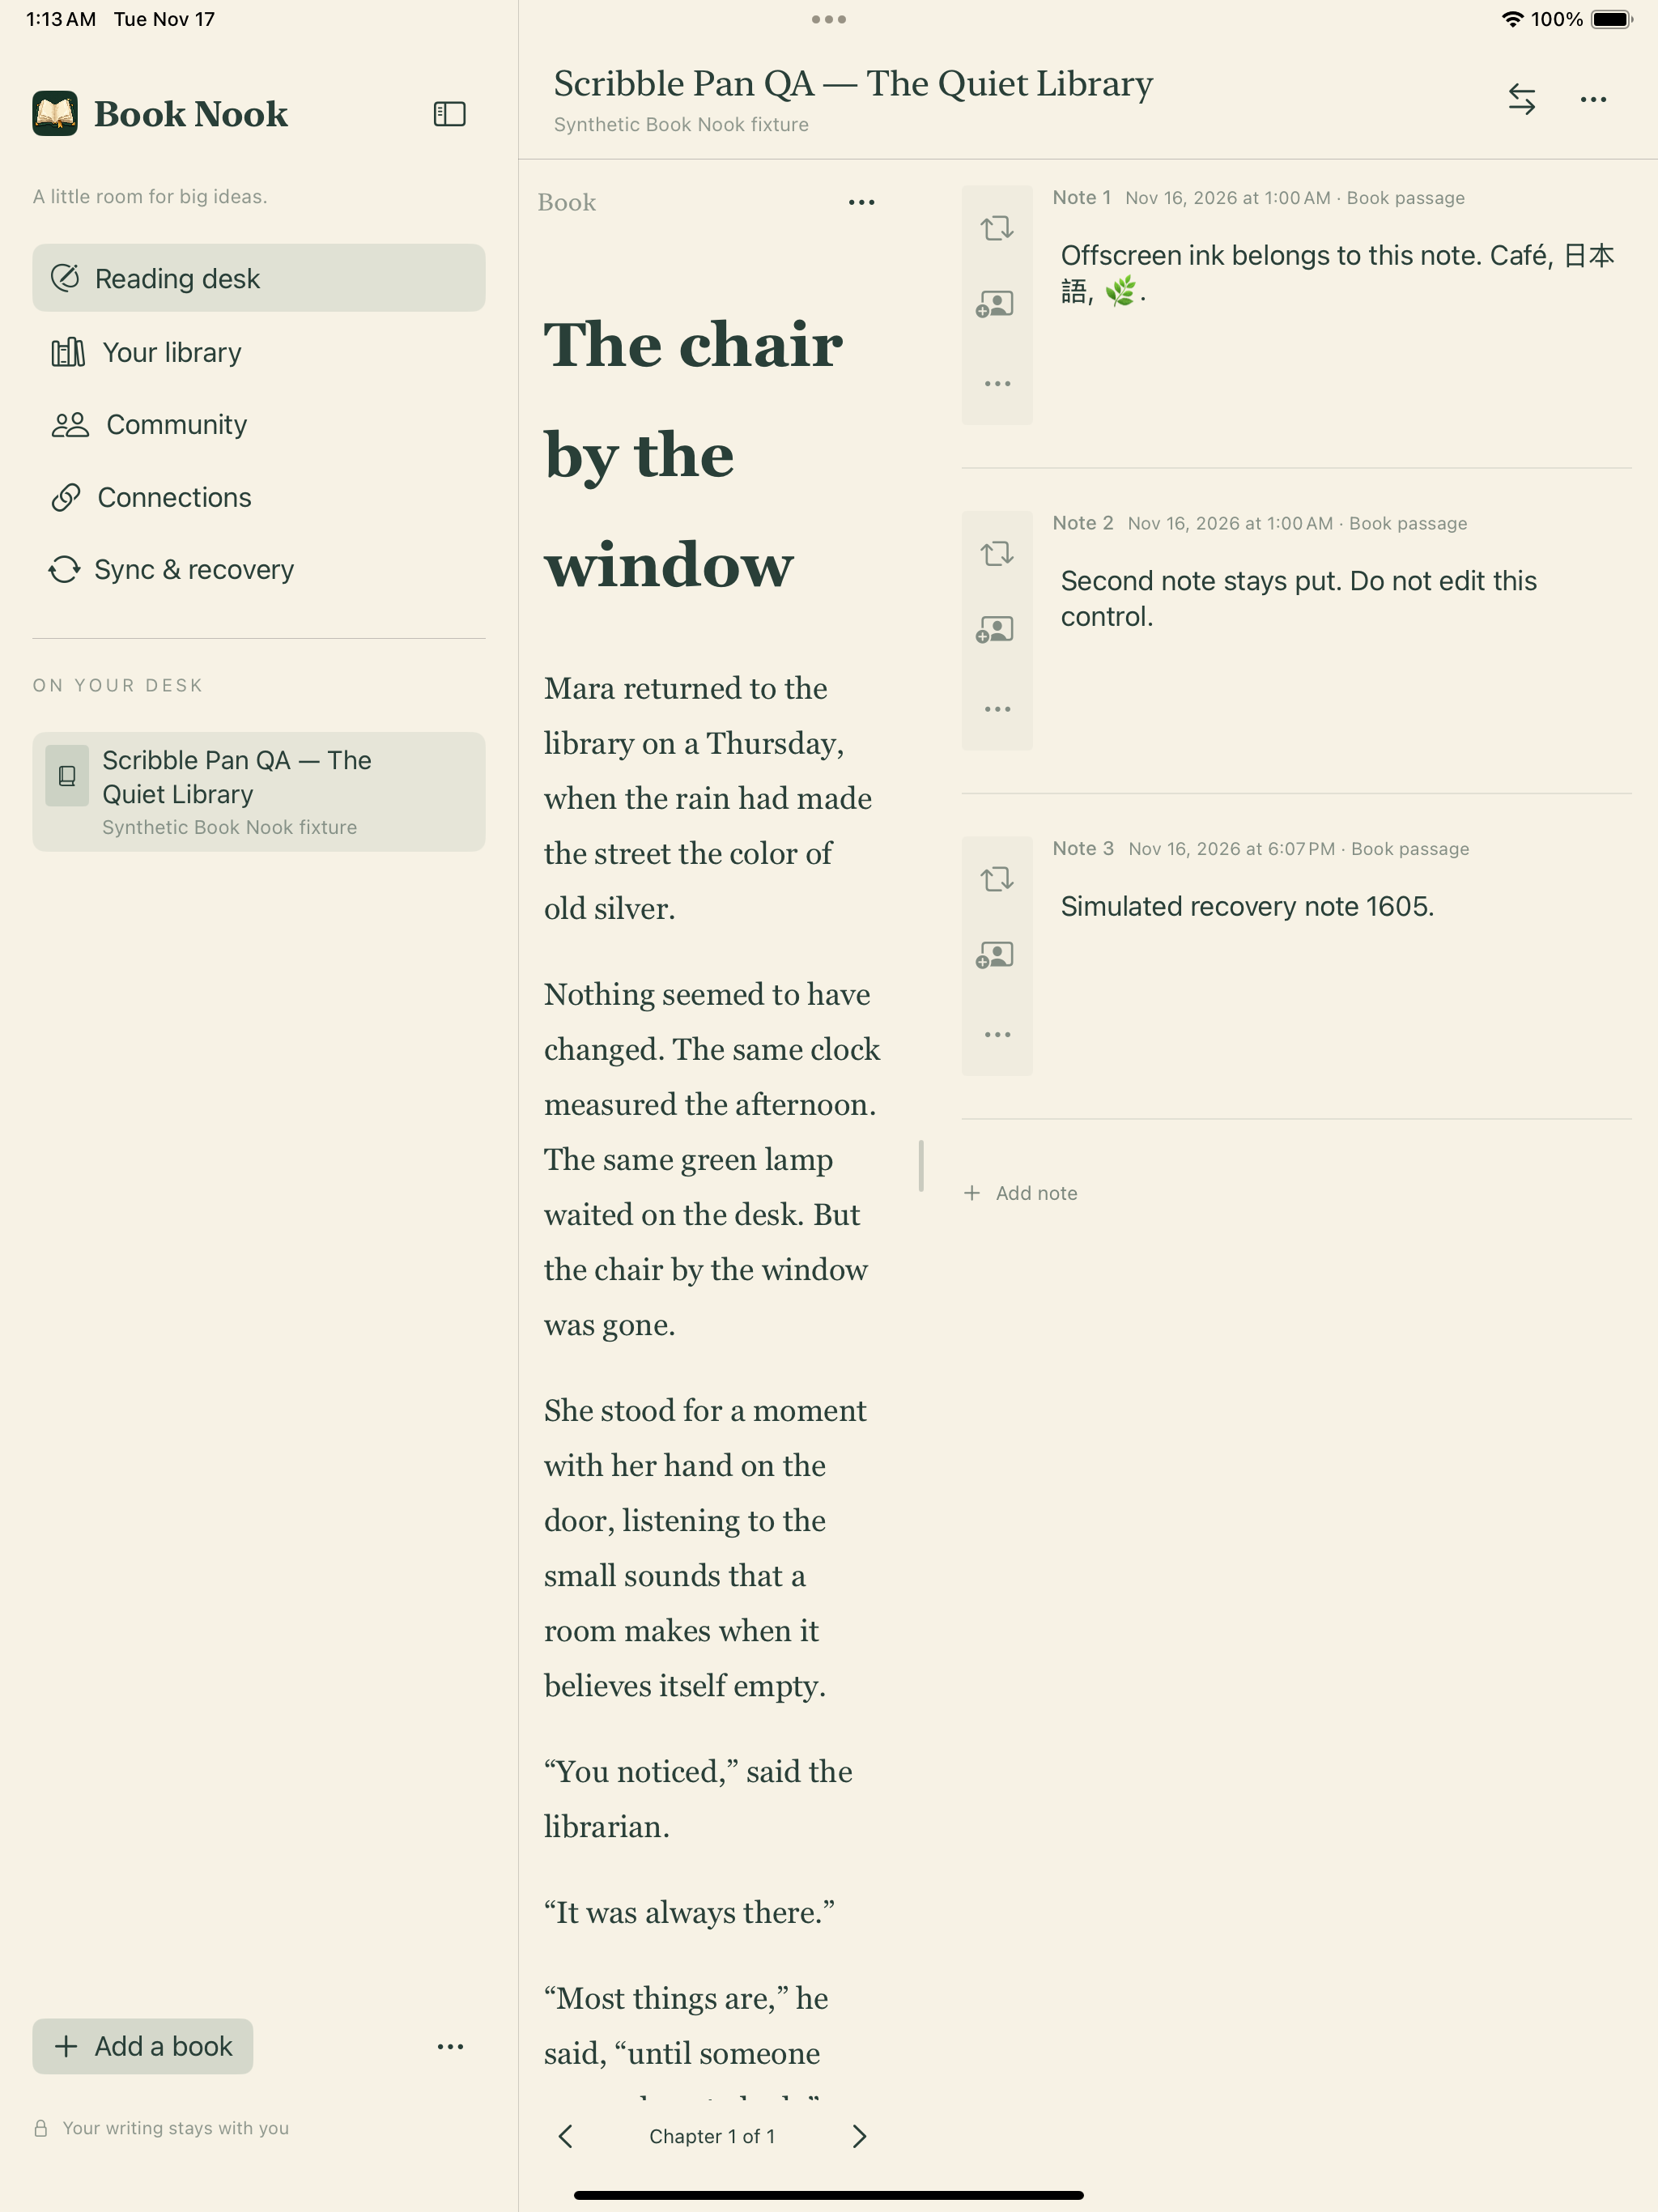 1:13 AM Tue Nov 17
100%
Book Nook
A little room for big ideas.
Reading desk
Your library
Community
Connections
Sync & recovery
ON YOUR DESK
Scribble Pan QA — The
Quiet Library
Synthetic Book Nook fixture
Add a book
Your writing stays with you
Scribble Pan QA — The Quiet Library
Synthetic Book Nook fixture
Book
The chair
by the
window
Mara returned to the
library on a Thursday,
when the rain had made
the street the color of
old silver.
Nothing seemed to have
changed. The same clock
measured the afternoon.
The same green lamp
waited on the desk. But
the chair by the window
was gone.
She stood for a moment
with her hand on the
door, listening to the
small sounds that a
room makes when it
believes itself empty.
“You noticed,” said the
librarian.
“It was always there.”
“Most things are,” he
said, “until someone
Chapter 1 of 1
Note 1 Nov 16, 2026 at 1:00 AM · Book passage
Offscreen ink belongs to this note. Café, 日本
語, 🌿.
Note 2 Nov 16, 2026 at 1:00 AM · Book passage
Second note stays put. Do not edit this
control.
Note 3 Nov 16, 2026 at 6:07 PM · Book passage
Simulated recovery note 1605.
Add note